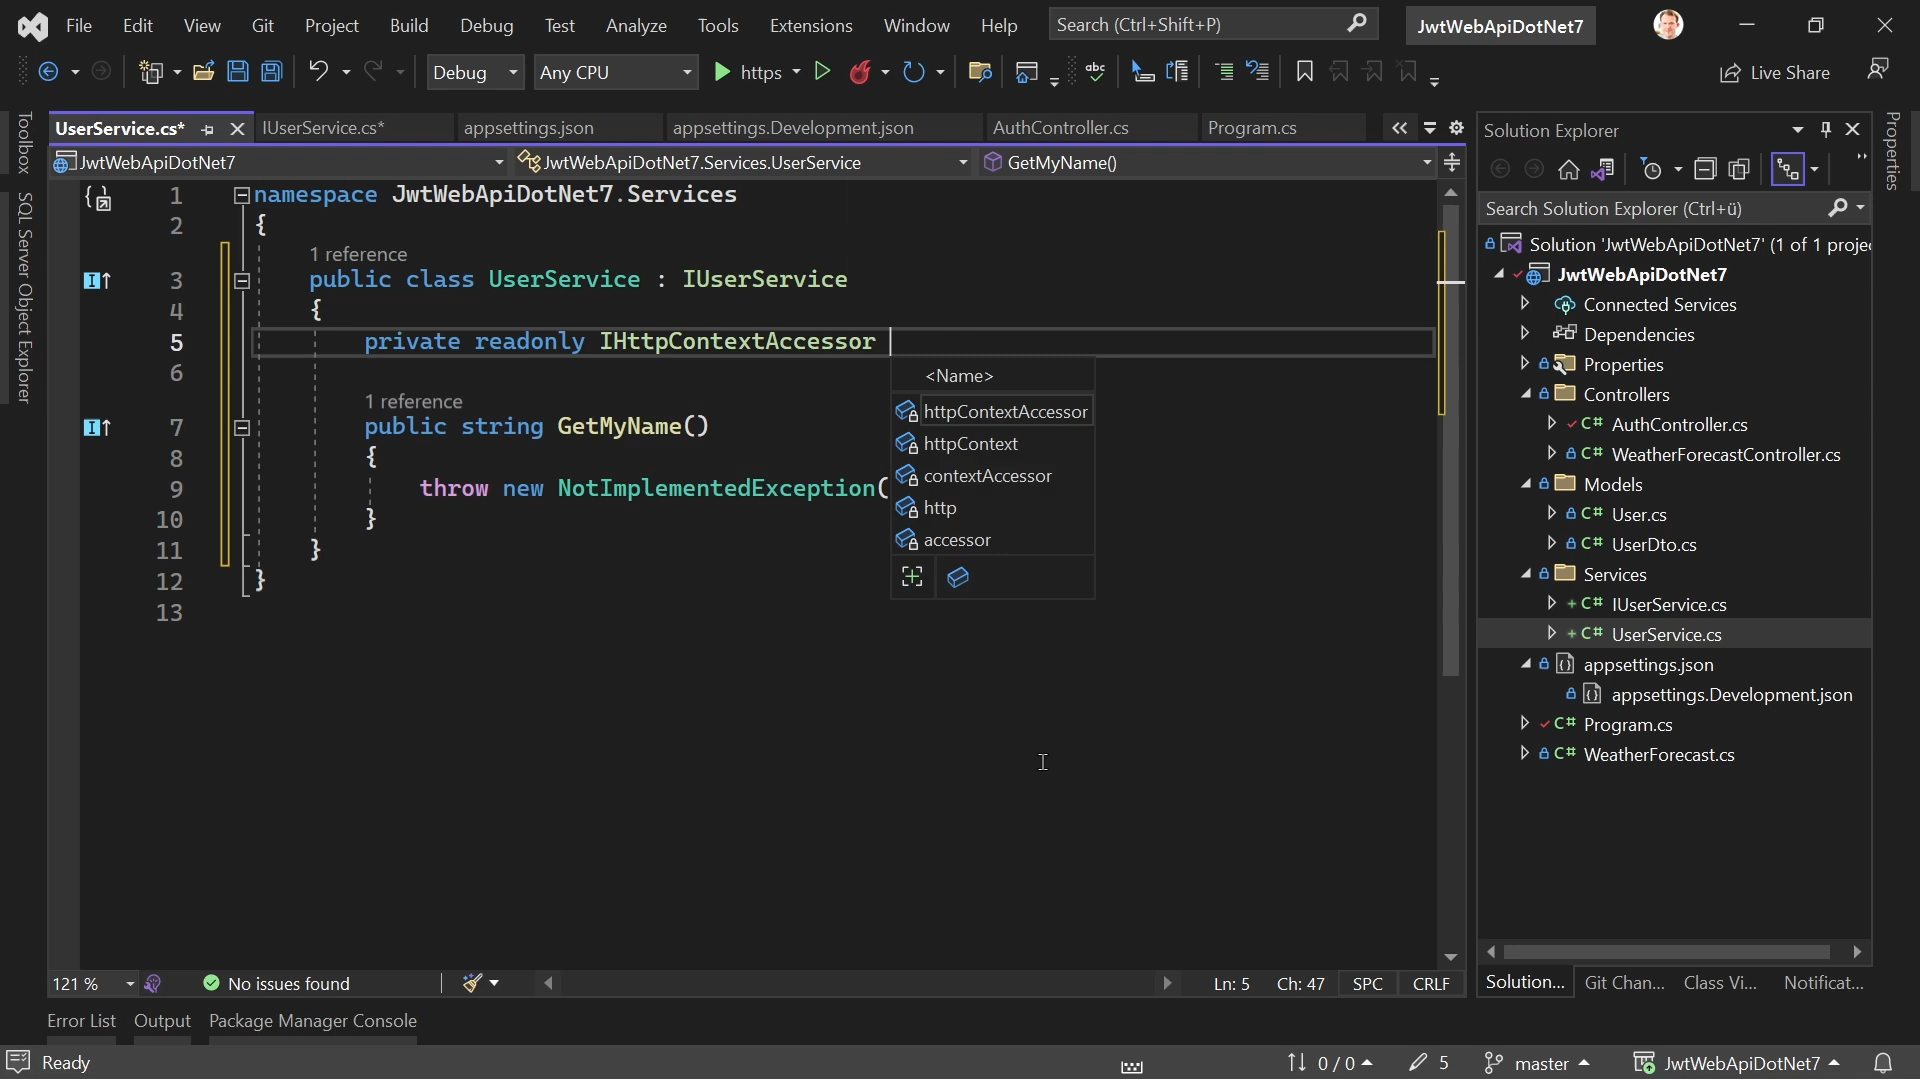 File Edit View Git Project Build Debug Test Analyze Tools Extensions Window Help Search (Ctrl+Shift+P) JwtWebApiDotNet7
Debug Any CPU https abc Live Share
UserService.cs* IUserService.cs* appsettings.json appsettings.Development.json AuthController.cs Program.cs
JwtWebApiDotNet7 JwtWebApiDotNet7.Services.UserService GetMyName()
Toolbox
SQL Server Object Explorer
1 namespace JwtWebApiDotNet7.Services
2 {
1 reference
3 public class UserService : IUserService
4 {
5 private readonly IHttpContextAccessor
6
1 reference
7 public string GetMyName()
8 {
9 throw new NotImplementedException(
10 }
11 }
12 }
13
<Name>
httpContextAccessor
httpContext
contextAccessor
http
accessor
121 % No issues found Ln: 5 Ch: 47 SPC CRLF
Solution Explorer
Search Solution Explorer (Ctrl+ü)
Solution 'JwtWebApiDotNet7' (1 of 1 proje
JwtWebApiDotNet7
Connected Services
Dependencies
Properties
Controllers
C# AuthController.cs
C# WeatherForecastController.cs
Models
C# User.cs
C# UserDto.cs
Services
C# IUserService.cs
C# UserService.cs
appsettings.json
appsettings.Development.json
C# Program.cs
C# WeatherForecast.cs
Solution... Git Chan... Class Vi... Notificat...
Properties
Error List Output Package Manager Console
Ready 0 / 0 5 master JwtWebApiDotNet7